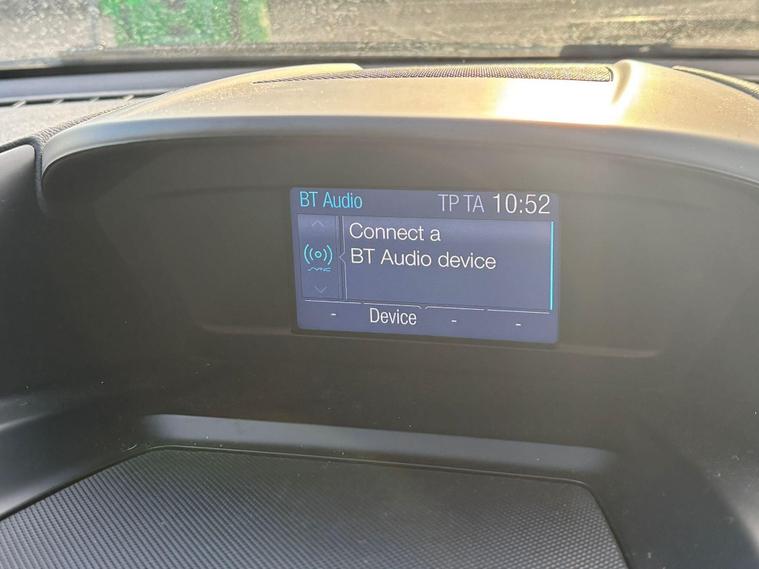 BT Audio TP TA 10:52
Connect a
BT Audio device
- Device - -